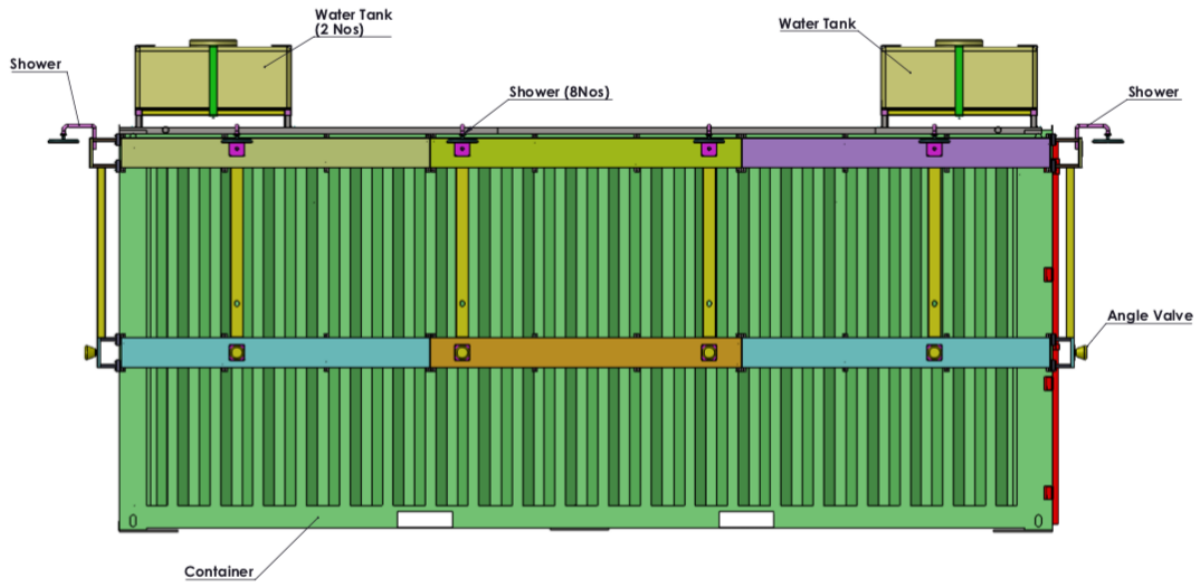 Water Tank
(2 Nos)
Water Tank
Shower
Shower (8Nos)
Shower
Angle Valve
Container